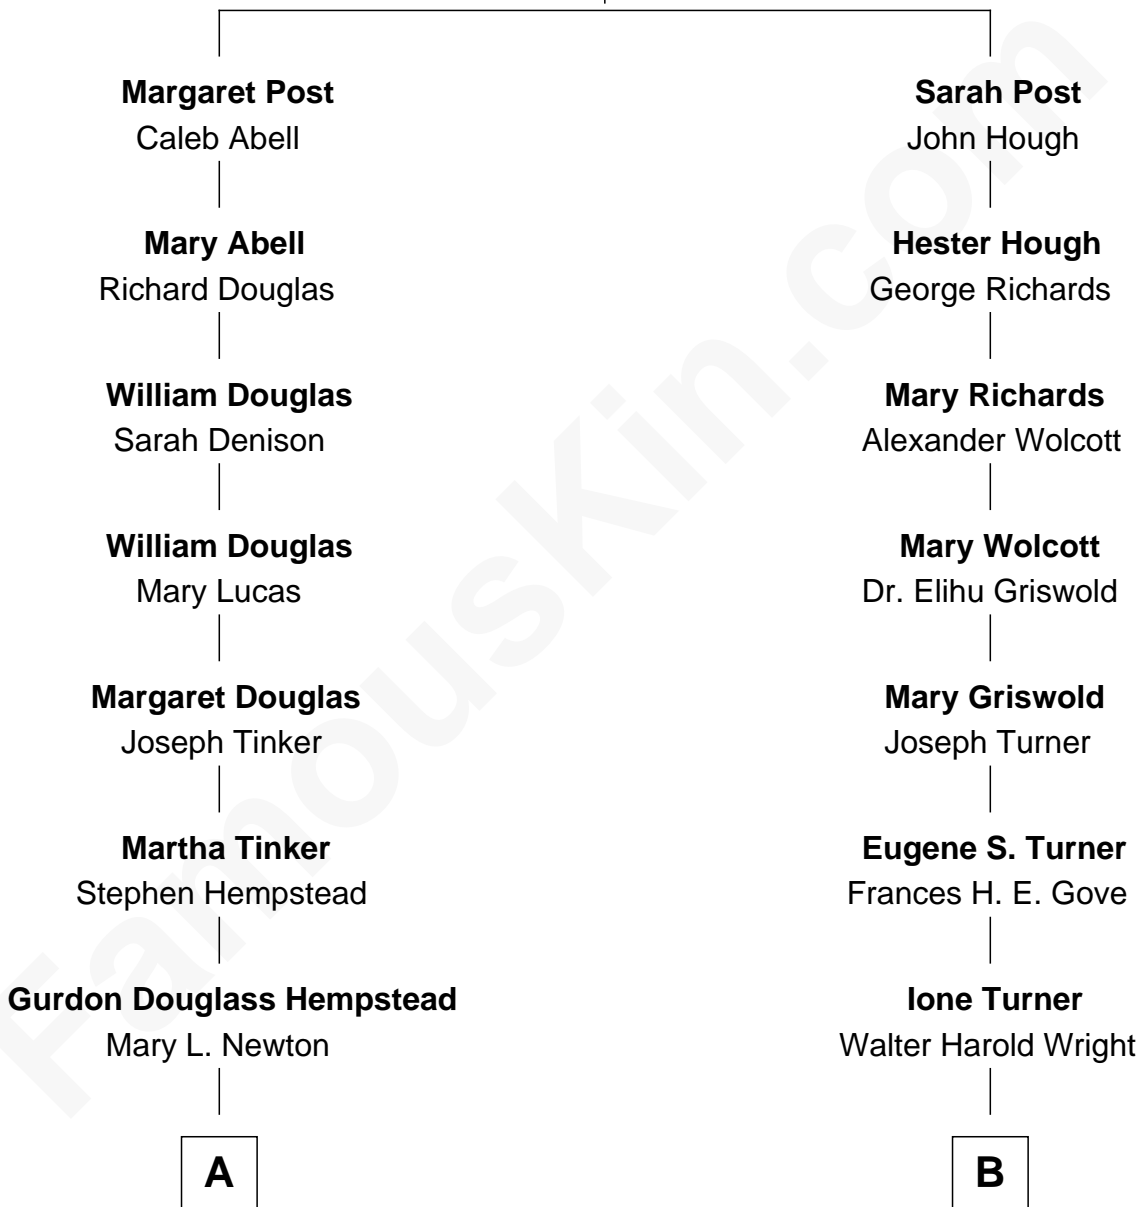 Margaret Post
Caleb Abell
Mary Abell
Richard Douglas
William Douglas
Sarah Denison
William Douglas
Mary Lucas
Margaret Douglas
Joseph Tinker
Martha Tinker
Stephen Hempstead
Gurdon Douglass Hempstead
Mary L. Newton
A
Sarah Post
John Hough
Hester Hough
George Richards
Mary Richards
Alexander Wolcott
Mary Wolcott
Dr. Elihu Griswold
Mary Griswold
Joseph Turner
Eugene S. Turner
Frances H. E. Gove
Ione Turner
Walter Harold Wright
B
FamousKin.com